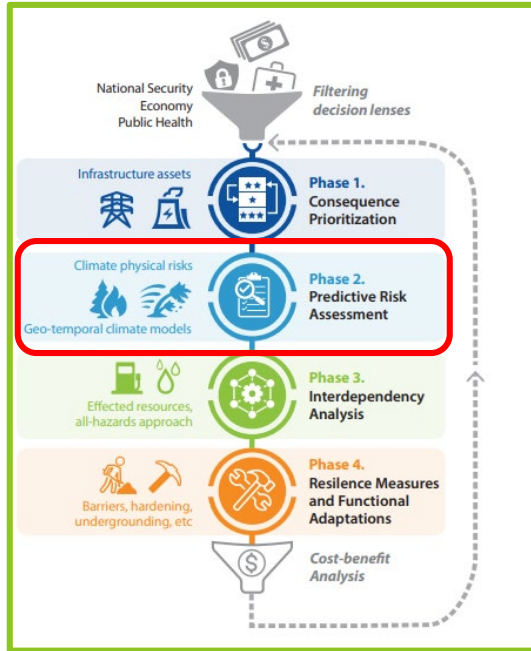 National Security
Economy
Public Health
Filtering
decision lenses
Infrastructure assets
Phase 1.
Consequence
Prioritization
Climate physical risks
Geo-temporal climate models
Phase 2.
Predictive Risk
Assessment
Effected resources,
all-hazards approach
Phase 3.
Interdependency
Analysis
Barriers, hardening,
undergrounding, etc
Phase 4.
Resilence Measures
and Functional
Adaptations
$
Cost-benefit
Analysis